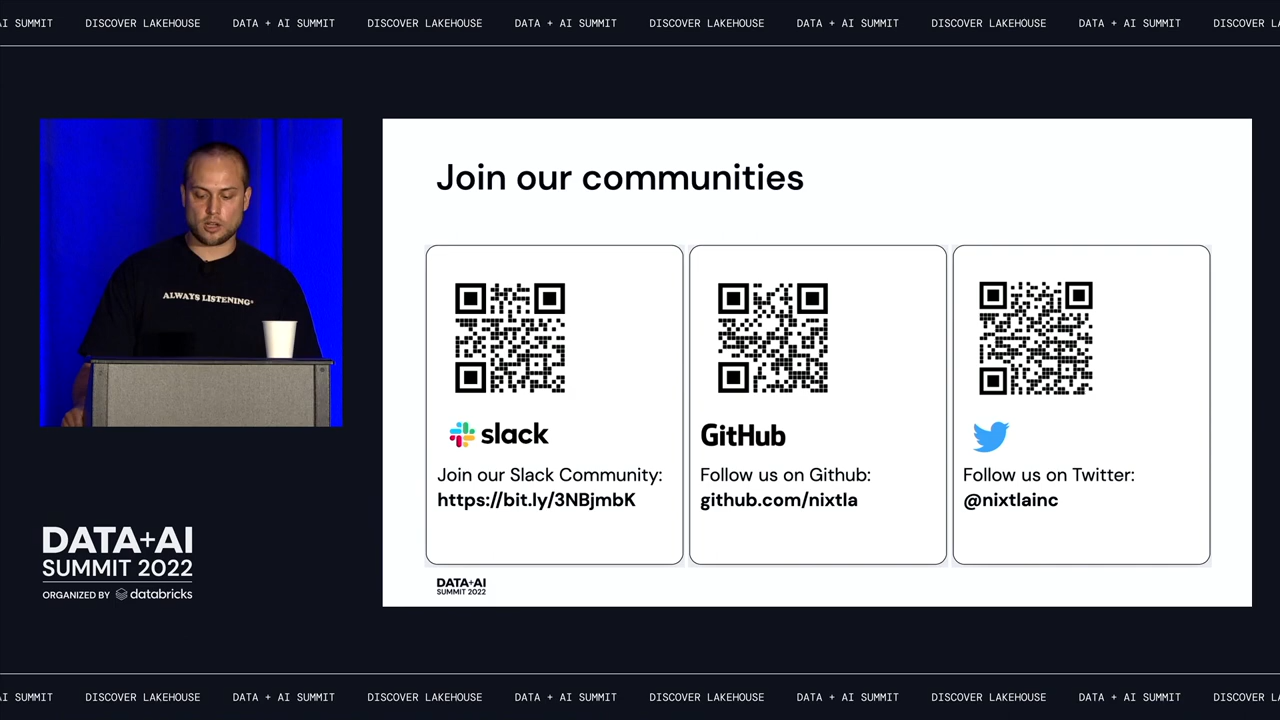 AI SUMMIT DISCOVER LAKEHOUSE DATA + AI SUMMIT DISCOVER LAKEHOUSE DATA + AI SUMMIT DISCOVER LAKEHOUSE DATA + AI SUMMIT DISCOVER LAKEHOUSE DATA + AI SUMMIT DISCOVER
Join our communities
ALWAYS LISTENING®
slack
Join our Slack Community:
https://bit.ly/3NBjmbK
GitHub
Follow us on Github:
github.com/nixtla
Follow us on Twitter:
@nixtlainc
DATA+AI
SUMMIT 2022
DATA+AI
SUMMIT 2022
ORGANIZED BY databricks
AI SUMMIT DISCOVER LAKEHOUSE DATA + AI SUMMIT DISCOVER LAKEHOUSE DATA + AI SUMMIT DISCOVER LAKEHOUSE DATA + AI SUMMIT DISCOVER LAKEHOUSE DATA + AI SUMMIT DISCOVER